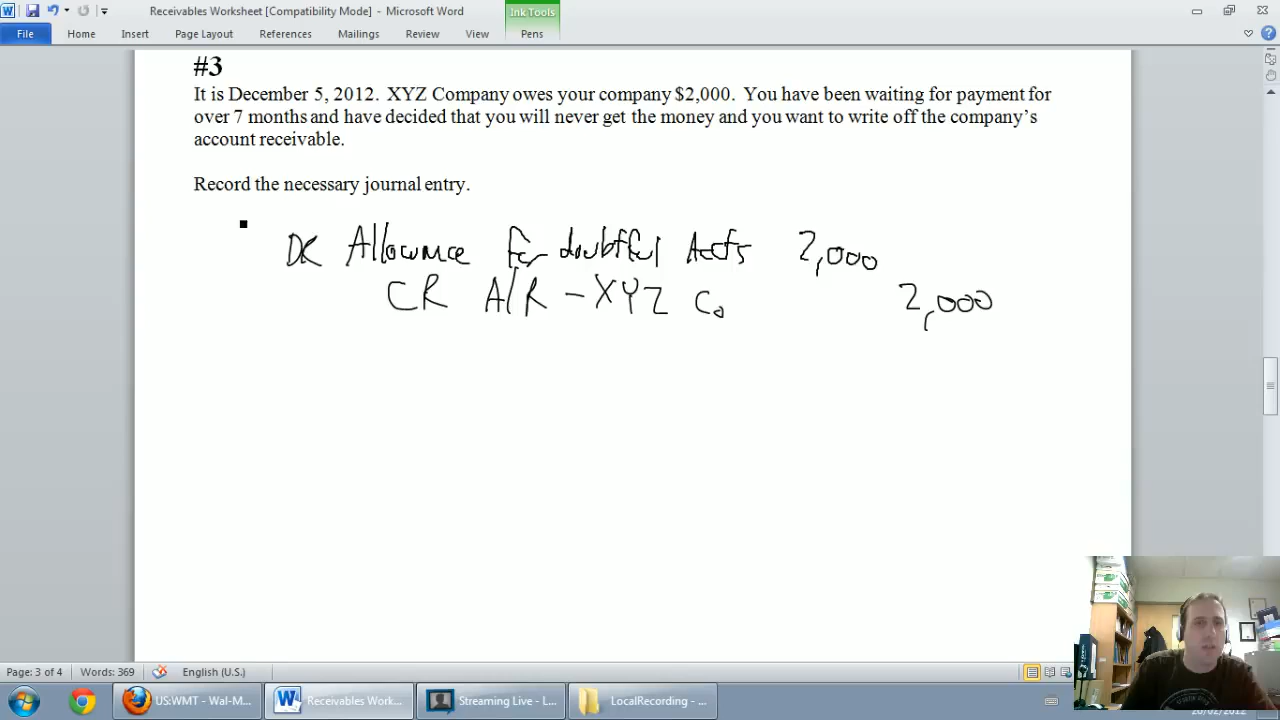 Receivables Worksheet [Compatibility Mode] - Microsoft Word
Ink Tools
File Home Insert Page Layout References Mailings Review View Pens
#3
It is December 5, 2012. XYZ Company owes your company $2,000. You have been waiting for payment for
over 7 months and have decided that you will never get the money and you want to write off the company's
account receivable.
Record the necessary journal entry.
DR Allowance for doubtful Accts 2,000
CR A/R - XYZ Co 2,000
Page: 3 of 4 Words: 369 English (U.S.)
US:WMT - Wal-M... Receivables Work... Streaming Live - L... LocalRecording - ...